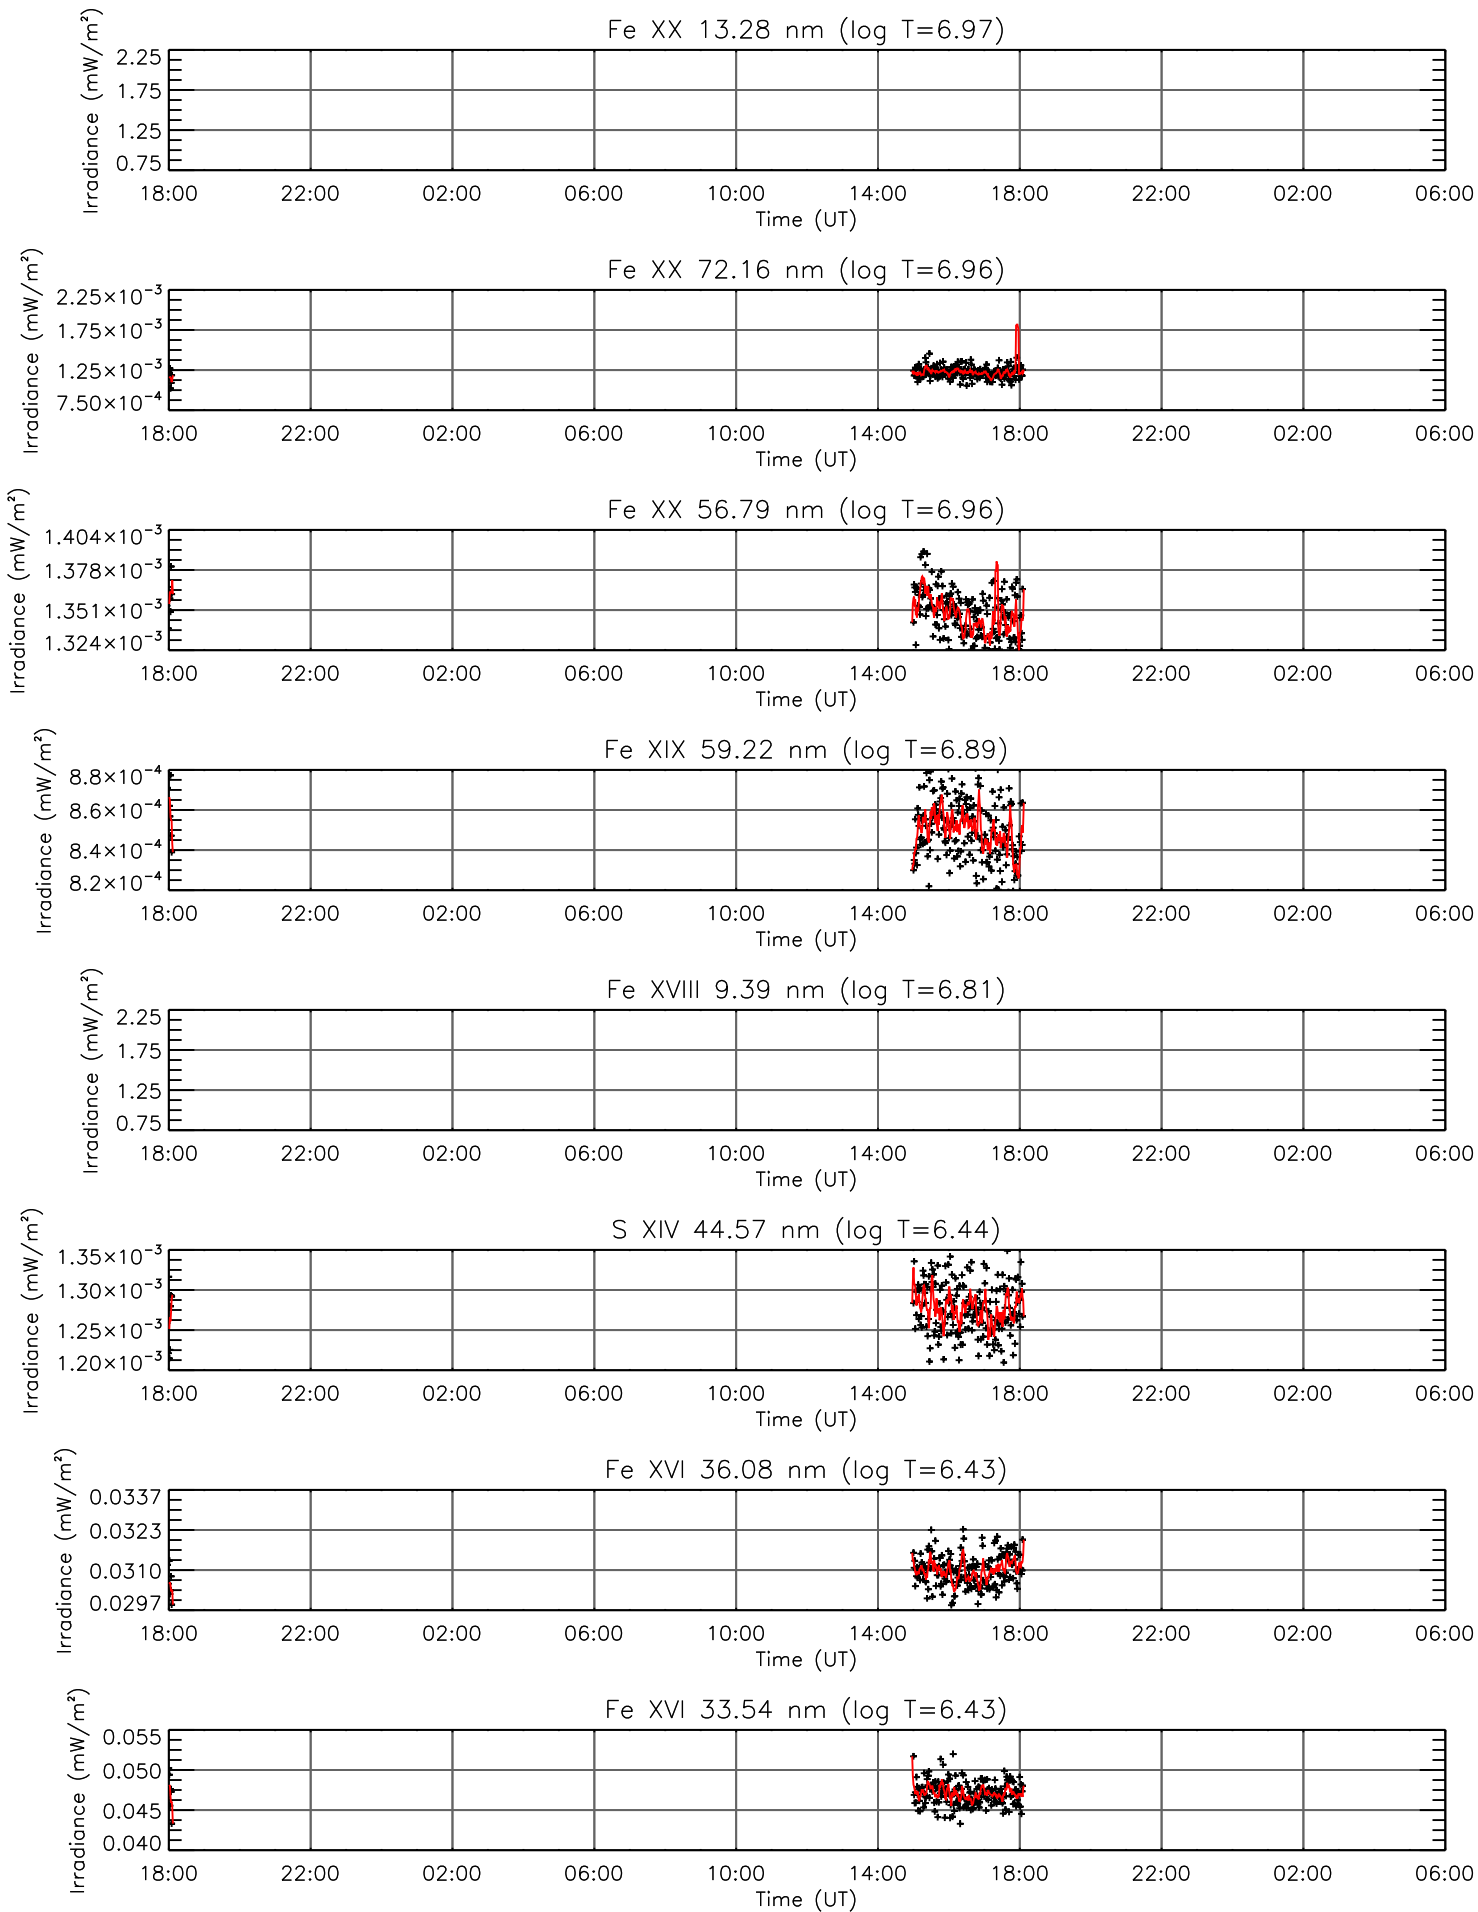 Fe XX 13.28 nm (log T=6.97)
Irradiance (mW/m²)
2.25
1.75
1.25
0.75
18:00 22:00 02:00 06:00 10:00 14:00 18:00 22:00 02:00 06:00
Time (UT)
Fe XX 72.16 nm (log T=6.96)
Irradiance (mW/m²)
2.25×10⁻³
1.75×10⁻³
1.25×10⁻³
7.50×10⁻⁴
18:00 22:00 02:00 06:00 10:00 14:00 18:00 22:00 02:00 06:00
Time (UT)
Fe XX 56.79 nm (log T=6.96)
Irradiance (mW/m²)
1.404×10⁻³
1.378×10⁻³
1.351×10⁻³
1.324×10⁻³
18:00 22:00 02:00 06:00 10:00 14:00 18:00 22:00 02:00 06:00
Time (UT)
Fe XIX 59.22 nm (log T=6.89)
Irradiance (mW/m²)
8.8×10⁻⁴
8.6×10⁻⁴
8.4×10⁻⁴
8.2×10⁻⁴
18:00 22:00 02:00 06:00 10:00 14:00 18:00 22:00 02:00 06:00
Time (UT)
Fe XVIII 9.39 nm (log T=6.81)
Irradiance (mW/m²)
2.25
1.75
1.25
0.75
18:00 22:00 02:00 06:00 10:00 14:00 18:00 22:00 02:00 06:00
Time (UT)
S XIV 44.57 nm (log T=6.44)
Irradiance (mW/m²)
1.35×10⁻³
1.30×10⁻³
1.25×10⁻³
1.20×10⁻³
18:00 22:00 02:00 06:00 10:00 14:00 18:00 22:00 02:00 06:00
Time (UT)
Fe XVI 36.08 nm (log T=6.43)
Irradiance (mW/m²)
0.0337
0.0323
0.0310
0.0297
18:00 22:00 02:00 06:00 10:00 14:00 18:00 22:00 02:00 06:00
Time (UT)
Fe XVI 33.54 nm (log T=6.43)
Irradiance (mW/m²)
0.055
0.050
0.045
0.040
18:00 22:00 02:00 06:00 10:00 14:00 18:00 22:00 02:00 06:00
Time (UT)